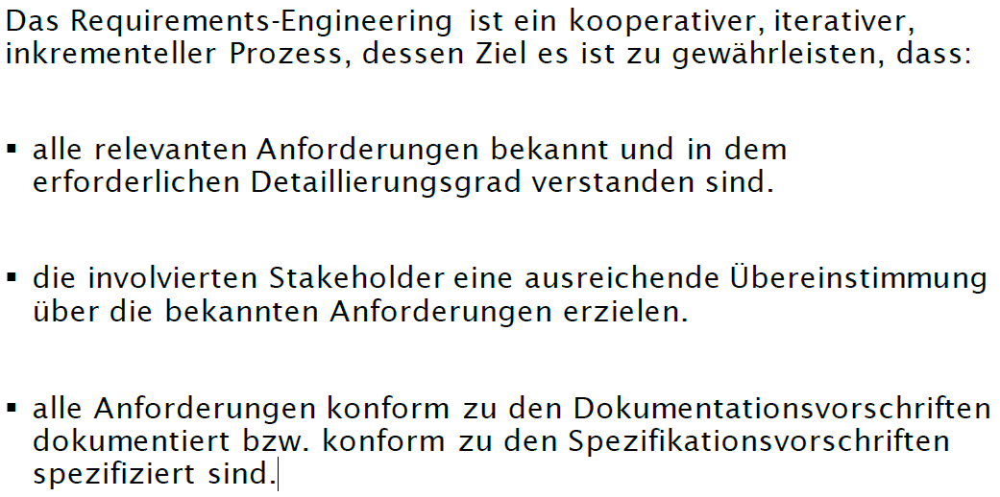 Das Requirements-Engineering ist ein kooperativer, iterativer,
inkrementeller Prozess, dessen Ziel es ist zu gewährleisten, dass:
▪ alle relevanten Anforderungen bekannt und in dem
erforderlichen Detaillierungsgrad verstanden sind.
▪ die involvierten Stakeholder eine ausreichende Übereinstimmung
über die bekannten Anforderungen erzielen.
▪ alle Anforderungen konform zu den Dokumentationsvorschriften
dokumentiert bzw. konform zu den Spezifikationsvorschriften
spezifiziert sind.